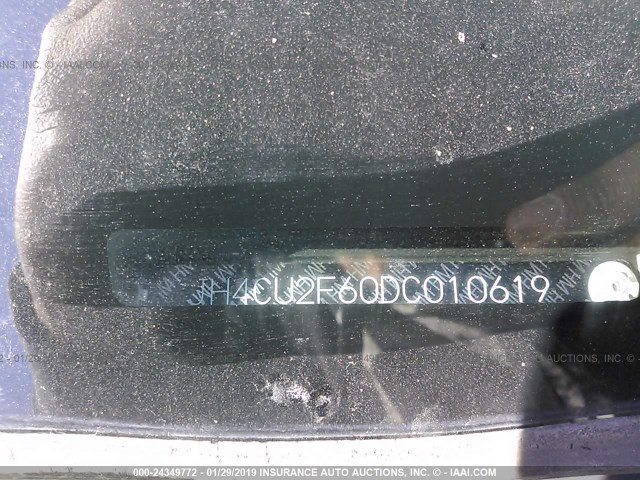 JH4CU2F60DC010619
000-24349772 - 01/29/2019 INSURANCE AUTO AUCTIONS, INC. © - IAAI.COM